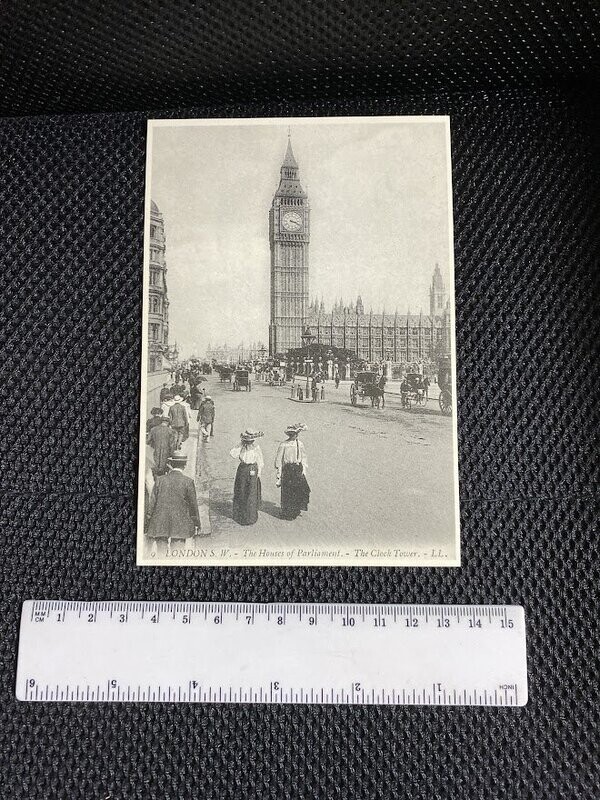 9 LONDON S. W. - The Houses of Parliament. - The Clock Tower. - LL.
MM
CM 1 2 3 4 5 6 7 8 9 10 11 12 13 14 15
6 5 4 3 2 1 INCH